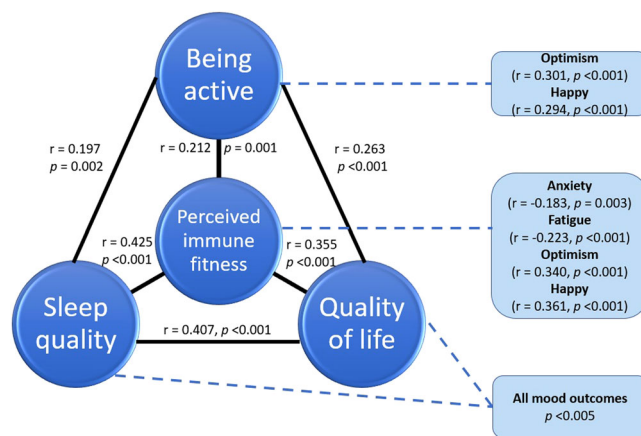 Being
active
Optimism
(r = 0.301, p <0.001)
Happy
(r = 0.294, p <0.001)
r = 0.197
p = 0.002
r = 0.212
p = 0.001
r = 0.263
p <0.001
Perceived
immune
fitness
Anxiety
(r = -0.183, p = 0.003)
Fatigue
(r = -0.223, p <0.001)
Optimism
(r = 0.340, p <0.001)
Happy
(r = 0.361, p <0.001)
r = 0.425
p <0.001
r = 0.355
p <0.001
Sleep
quality
r = 0.407, p <0.001
Quality
of life
All mood outcomes
p <0.005